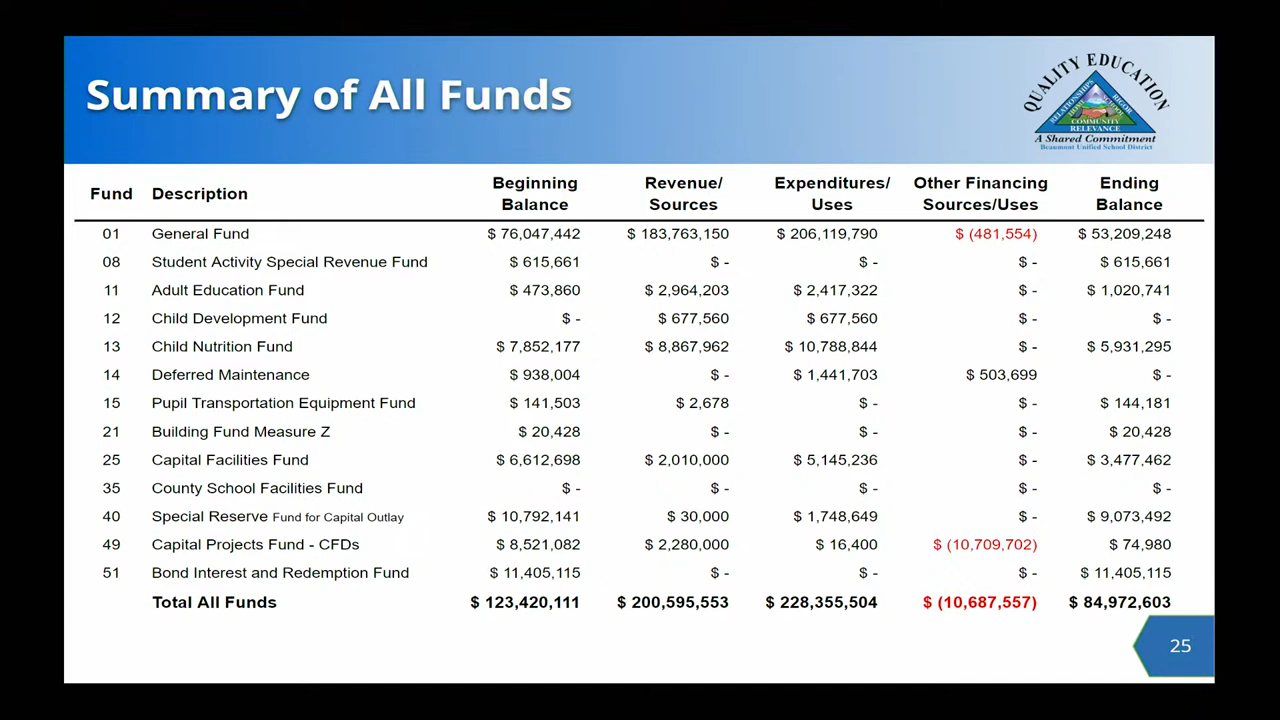 Summary of All Funds
QUALITY EDUCATION
RELATIONSHIPS
RIGOR
HOME
SCHOOL
COMMUNITY
RELEVANCE
A Shared Commitment
Beaumont Unified School District
Fund Description Beginning Balance Revenue/ Sources Expenditures/ Uses Other Financing Sources/Uses Ending Balance
01 General Fund $ 76,047,442 $ 183,763,150 $ 206,119,790 $ (481,554) $ 53,209,248
08 Student Activity Special Revenue Fund $ 615,661 $ - $ - $ - $ 615,661
11 Adult Education Fund $ 473,860 $ 2,964,203 $ 2,417,322 $ - $ 1,020,741
12 Child Development Fund $ - $ 677,560 $ 677,560 $ - $ -
13 Child Nutrition Fund $ 7,852,177 $ 8,867,962 $ 10,788,844 $ - $ 5,931,295
14 Deferred Maintenance $ 938,004 $ - $ 1,441,703 $ 503,699 $ -
15 Pupil Transportation Equipment Fund $ 141,503 $ 2,678 $ - $ - $ 144,181
21 Building Fund Measure Z $ 20,428 $ - $ - $ - $ 20,428
25 Capital Facilities Fund $ 6,612,698 $ 2,010,000 $ 5,145,236 $ - $ 3,477,462
35 County School Facilities Fund $ - $ - $ - $ - $ -
40 Special Reserve Fund for Capital Outlay $ 10,792,141 $ 30,000 $ 1,748,649 $ - $ 9,073,492
49 Capital Projects Fund - CFDs $ 8,521,082 $ 2,280,000 $ 16,400 $ (10,709,702) $ 74,980
51 Bond Interest and Redemption Fund $ 11,405,115 $ - $ - $ - $ 11,405,115
Total All Funds $ 123,420,111 $ 200,595,553 $ 228,355,504 $ (10,687,557) $ 84,972,603
25